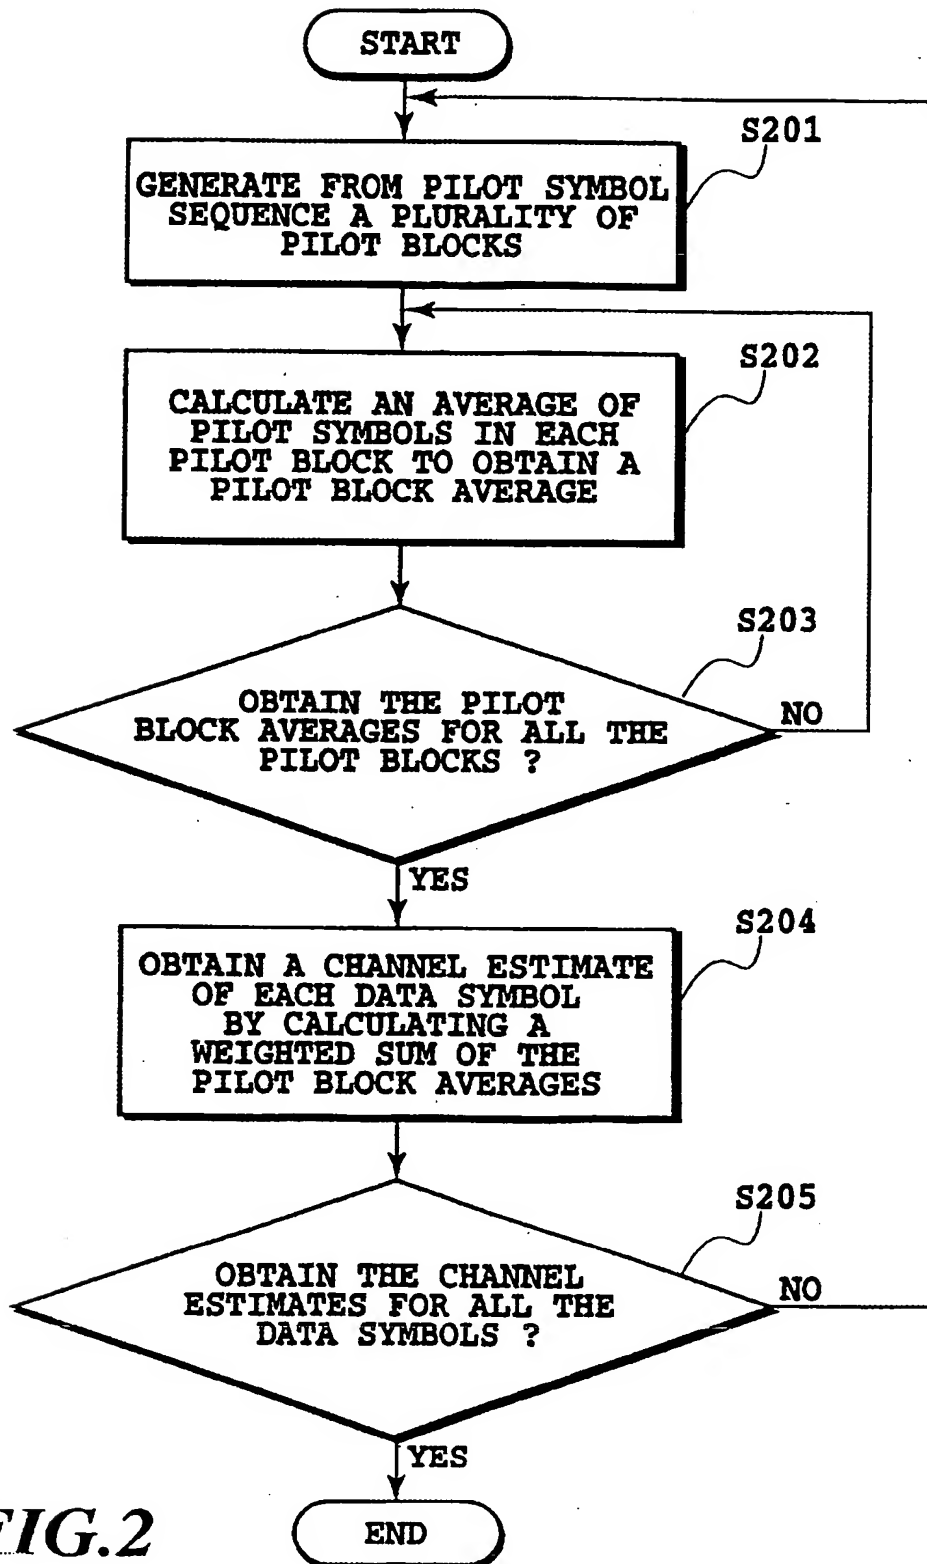 START
S201
GENERATE FROM PILOT SYMBOL
SEQUENCE A PLURALITY OF
PILOT BLOCKS
S202
CALCULATE AN AVERAGE OF
PILOT SYMBOLS IN EACH
PILOT BLOCK TO OBTAIN A
PILOT BLOCK AVERAGE
S203
OBTAIN THE PILOT
BLOCK AVERAGES FOR ALL THE
PILOT BLOCKS ?
NO
YES
S204
OBTAIN A CHANNEL ESTIMATE
OF EACH DATA SYMBOL
BY CALCULATING A
WEIGHTED SUM OF THE
PILOT BLOCK AVERAGES
S205
OBTAIN THE CHANNEL
ESTIMATES FOR ALL THE
DATA SYMBOLS ?
NO
YES
END
FIG.2